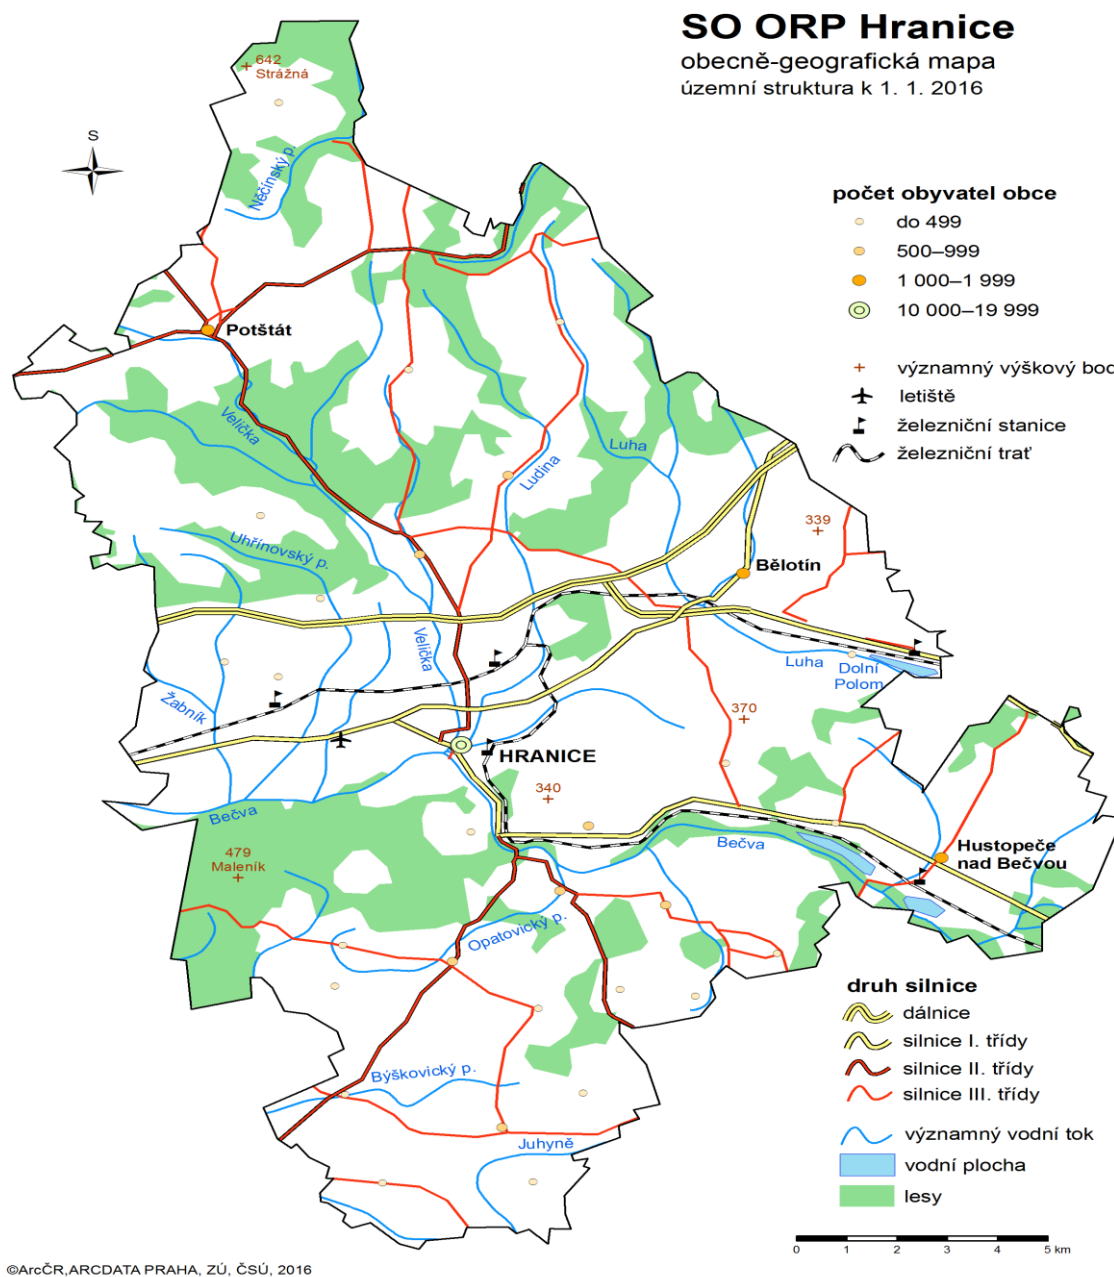 SO ORP Hranice
obecně-geografická mapa
územní struktura k 1. 1. 2016
642
Strážná
S
Něčínský p.
počet obyvatel obce
do 499
500–999
1 000–1 999
10 000–19 999
Potštát
významný výškový bod
letiště
železniční stanice
železniční trať
Velička
Luha
Ludina
339
Uhřínovský p.
Bělotín
Velička
Luha
Dolní
Polom
Žabník
370
HRANICE
340
Bečva
Bečva
Hustopeče
nad Bečvou
479
Maleník
Opatovický p.
druh silnice
dálnice
silnice I. třídy
silnice II. třídy
silnice III. třídy
Býškovický p.
Juhyně
významný vodní tok
vodní plocha
lesy
0 1 2 3 4 5 km
©ArcČR,ARCDATA PRAHA, ZÚ, ČSÚ, 2016